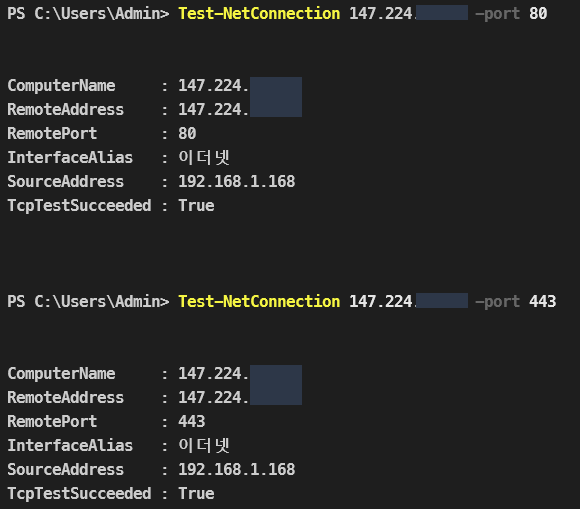 PS C:\Users\Admin> Test-NetConnection 147.224. -port 80
ComputerName     : 147.224.
RemoteAddress    : 147.224.
RemotePort       : 80
InterfaceAlias   : 이더넷
SourceAddress    : 192.168.1.168
TcpTestSucceeded : True
PS C:\Users\Admin> Test-NetConnection 147.224. -port 443
ComputerName     : 147.224.
RemoteAddress    : 147.224.
RemotePort       : 443
InterfaceAlias   : 이더넷
SourceAddress    : 192.168.1.168
TcpTestSucceeded : True